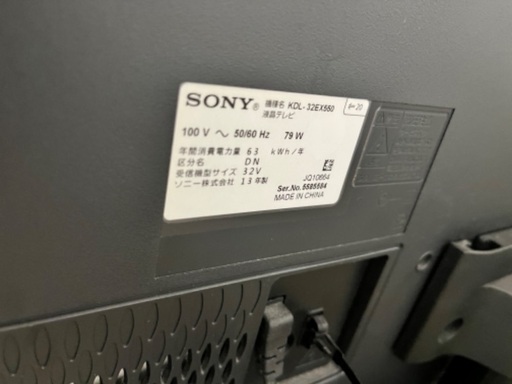 SONY® 機種名 KDL-32EX550
液晶テレビ
100 V ～ 50/60 Hz 79 W
年間消費電力量 63 kWh/年
区分名 DN
受信機型サイズ 32V
ソニー株式会社 13年製
JQ10664
Ser.No. 5585554
MADE IN CHINA